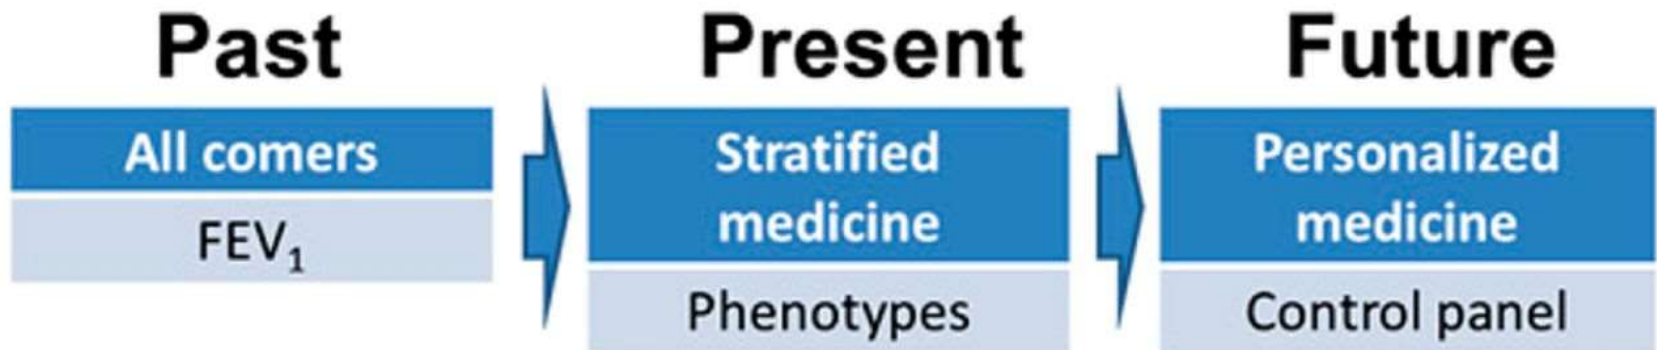 Past
All comers
FEV₁
Present
Stratified
medicine
Phenotypes
Future
Personalized
medicine
Control panel